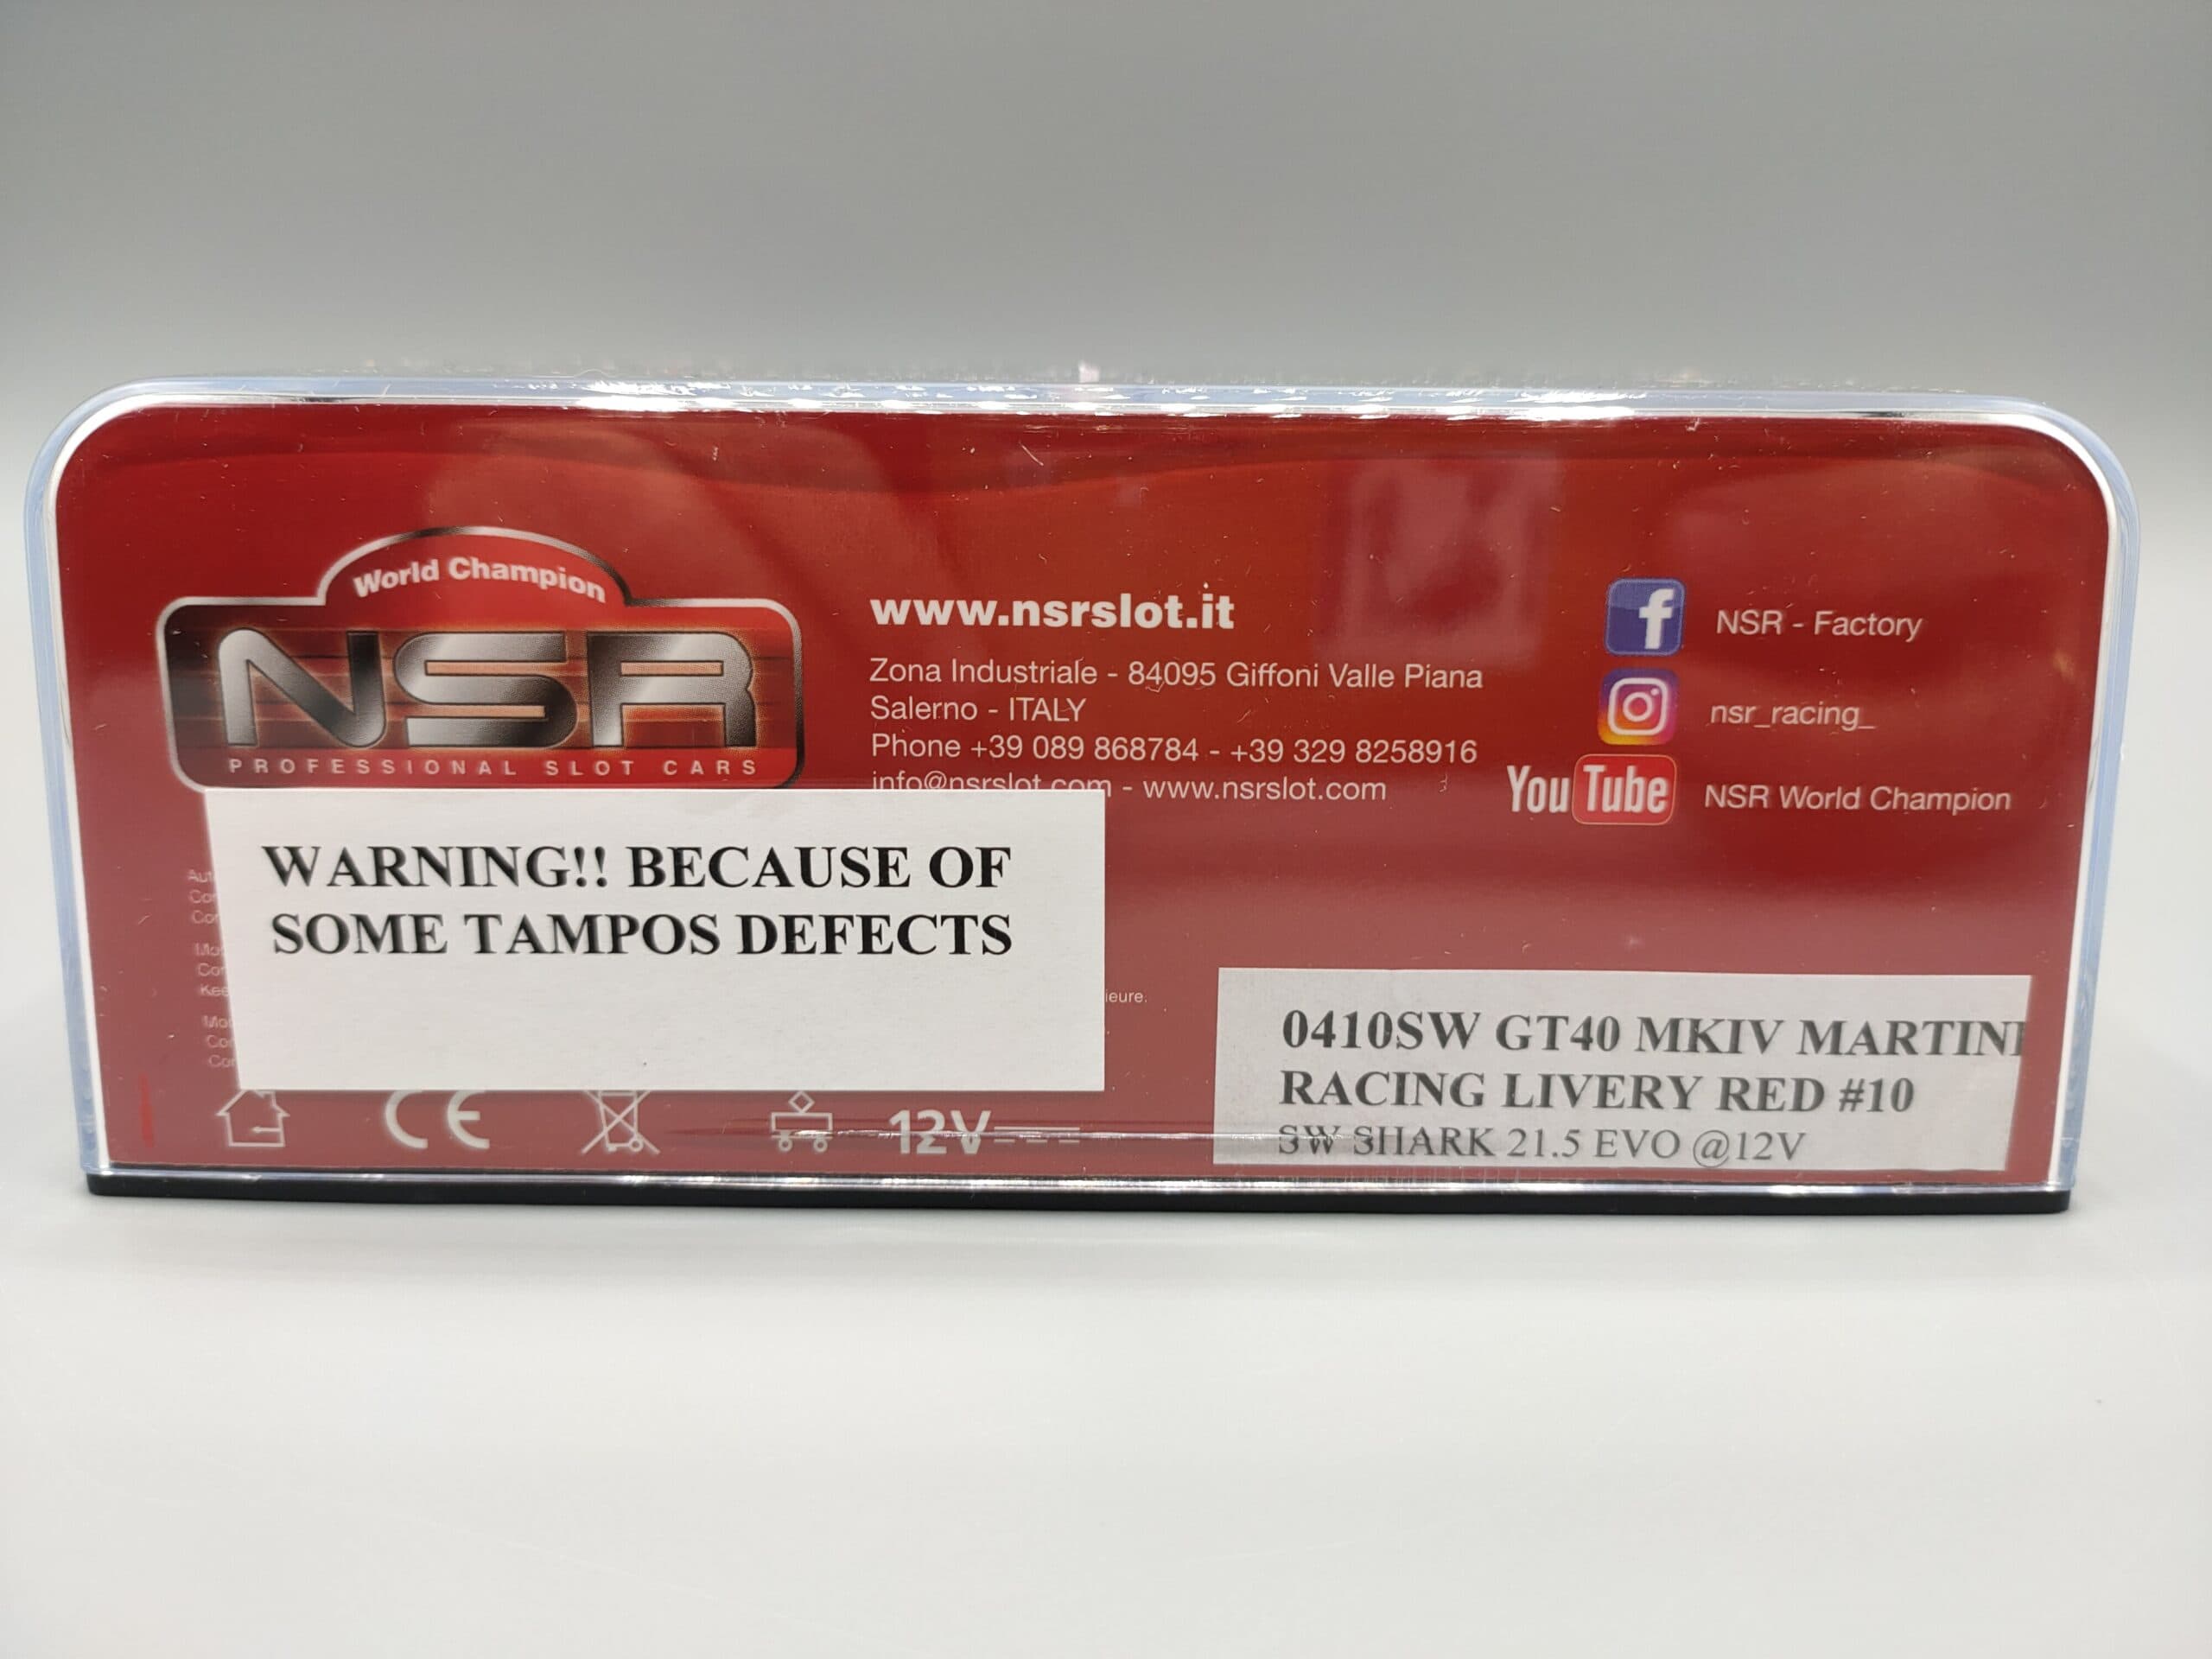 World Champion
NSR
PROFESSIONAL SLOT CARS
www.nsrslot.it
Zona Industriale - 84095 Giffoni Valle Piana
Salerno - ITALY
Phone +39 089 868784 - +39 329 8258916
info@nsrslot.com - www.nsrslot.com
f NSR - Factory
nsr_racing_
YouTube NSR World Champion
WARNING!! BECAUSE OF
SOME TAMPOS DEFECTS
ieure.
CE
12V
0410SW GT40 MKIV MARTINI
RACING LIVERY RED #10
SW SHARK 21.5 EVO @12V